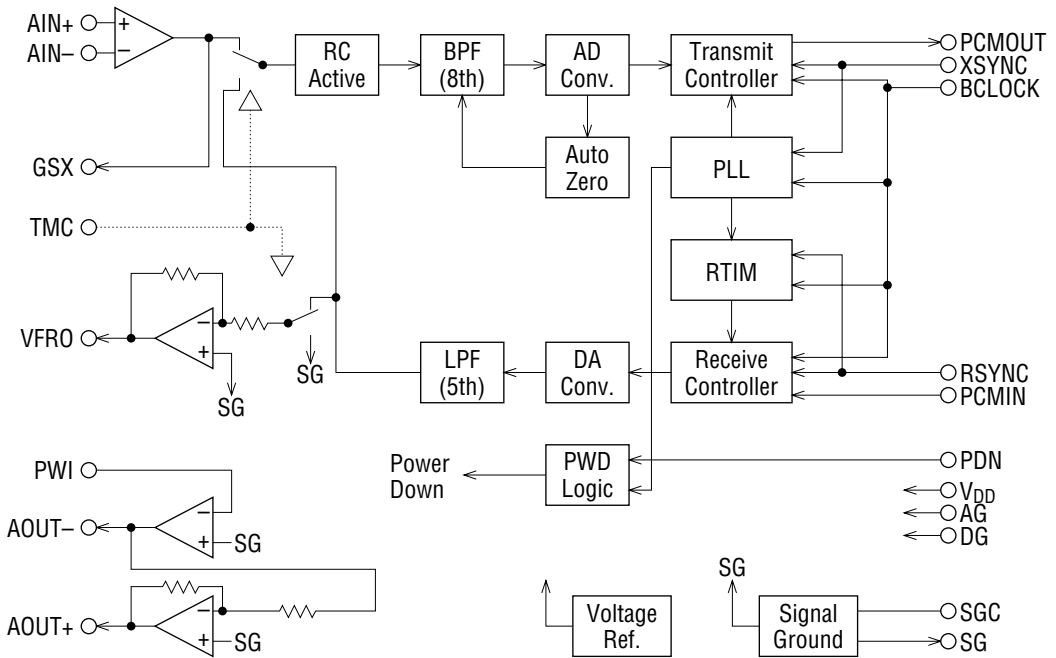 AIN+
AIN–
+
–
RC
Active
BPF
(8th)
AD
Conv.
Transmit
Controller
PCMOUT
XSYNC
BCLOCK
GSX
Auto
Zero
PLL
TMC
RTIM
VFRO
–
+
SG
SG
LPF
(5th)
DA
Conv.
Receive
Controller
RSYNC
PCMIN
PWI
Power
Down
PWD
Logic
PDN
VDD
AG
DG
AOUT–
–
+
SG
AOUT+
–
+
SG
Voltage
Ref.
SG
Signal
Ground
SGC
SG